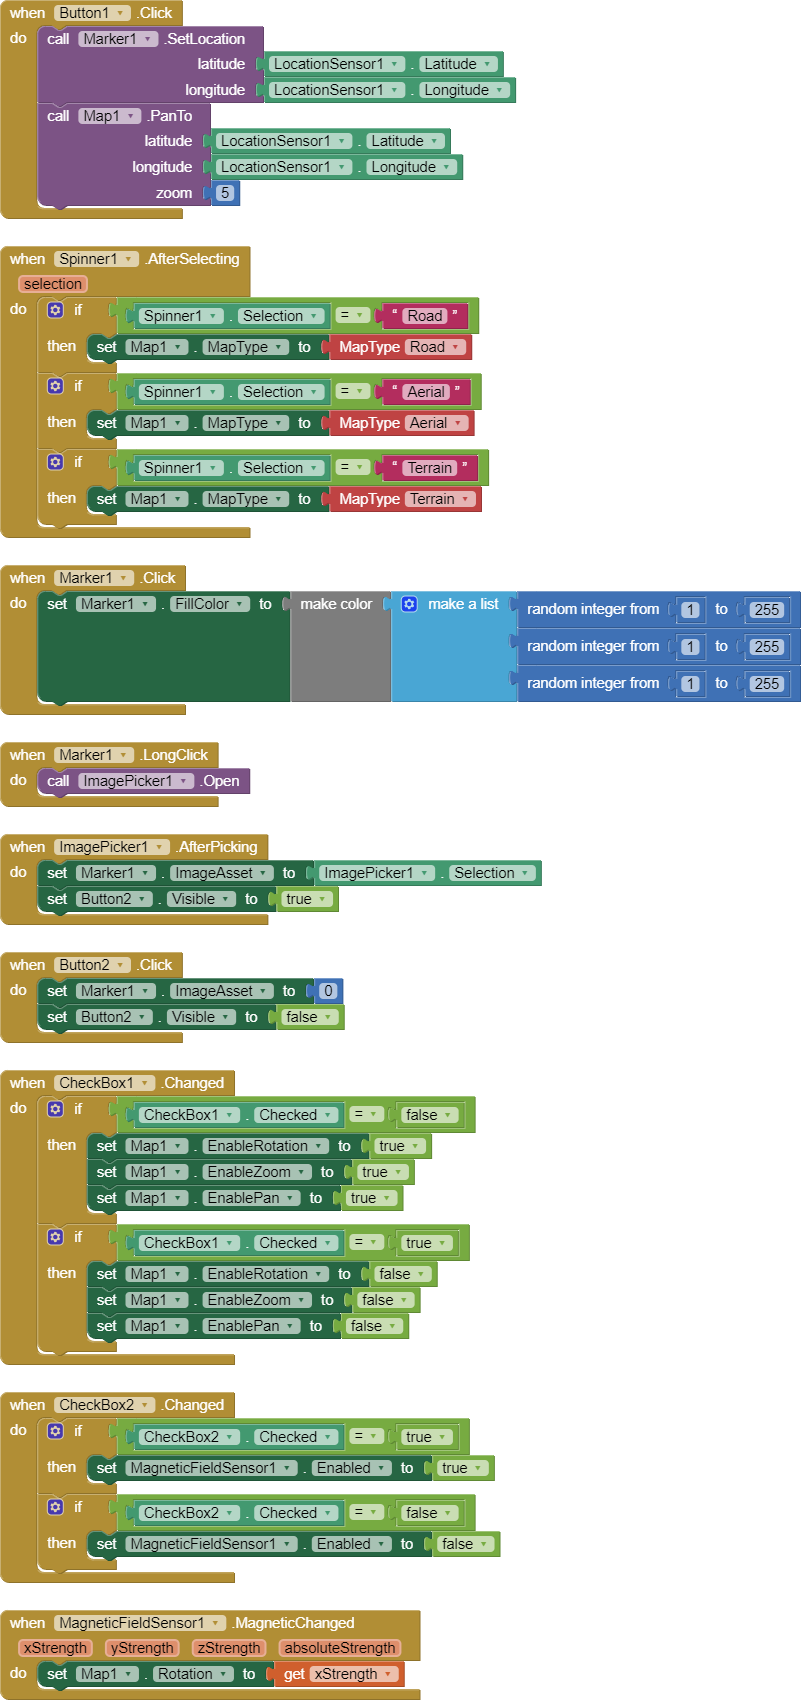 when Button1 .Click
do call Marker1 .SetLocation
latitude LocationSensor1 . Latitude
longitude LocationSensor1 . Longitude
call Map1 .PanTo
latitude LocationSensor1 . Latitude
longitude LocationSensor1 . Longitude
zoom 5
when Spinner1 .AfterSelecting
selection
do if Spinner1 . Selection = “ Road ”
then set Map1 . MapType to MapType Road
if Spinner1 . Selection = “ Aerial ”
then set Map1 . MapType to MapType Aerial
if Spinner1 . Selection = “ Terrain ”
then set Map1 . MapType to MapType Terrain
when Marker1 .Click
do set Marker1 . FillColor to make color make a list random integer from 1 to 255
random integer from 1 to 255
random integer from 1 to 255
when Marker1 .LongClick
do call ImagePicker1 .Open
when ImagePicker1 .AfterPicking
do set Marker1 . ImageAsset to ImagePicker1 . Selection
set Button2 . Visible to true
when Button2 .Click
do set Marker1 . ImageAsset to 0
set Button2 . Visible to false
when CheckBox1 .Changed
do if CheckBox1 . Checked = false
then set Map1 . EnableRotation to true
set Map1 . EnableZoom to true
set Map1 . EnablePan to true
if CheckBox1 . Checked = true
then set Map1 . EnableRotation to false
set Map1 . EnableZoom to false
set Map1 . EnablePan to false
when CheckBox2 .Changed
do if CheckBox2 . Checked = true
then set MagneticFieldSensor1 . Enabled to true
if CheckBox2 . Checked = false
then set MagneticFieldSensor1 . Enabled to false
when MagneticFieldSensor1 .MagneticChanged
xStrength yStrength zStrength absoluteStrength
do set Map1 . Rotation to get xStrength